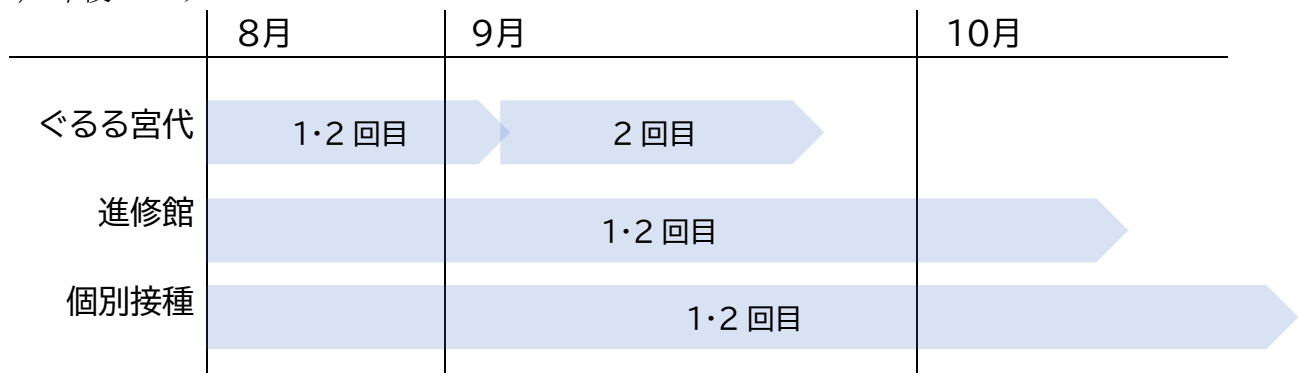 8月 9月 10月
ぐるる宮代 1・2 回目 2 回目
進修館 1・2 回目
個別接種 1・2 回目